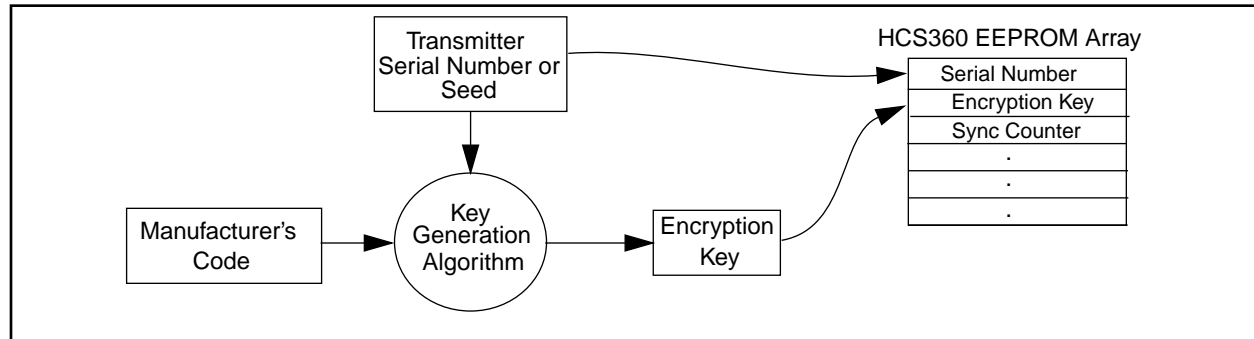 Transmitter
Serial Number or
Seed
HCS360 EEPROM Array
Serial Number
Encryption Key
Sync Counter
.
.
.
Manufacturer's
Code
Key
Generation
Algorithm
Encryption
Key